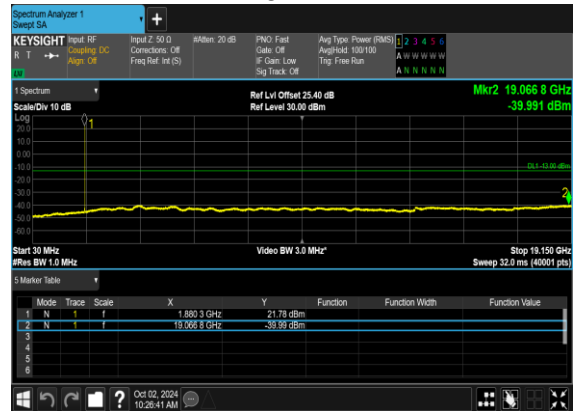 Spectrum Analyzer 1
Swept SA
KEYSIGHT Input: RF
R T Coupling: DC
Align: Off
Input Z: 50 Ω
Corrections: Off
Freq Ref: Int (S)
#Atten: 20 dB
PNO: Fast
Gate: Off
IF Gain: Low
Sig Track: Off
Avg Type: Power (RMS)
Avg|Hold: 100/100
Trig: Free Run
1 2 3 4 5 6
A W W W W W
A N N N N N
LW
1 Spectrum
Scale/Div 10 dB
Ref Lvl Offset 25.40 dB
Ref Level 30.00 dBm
Mkr2 19.066 8 GHz
-39.991 dBm
Log
20.0
10.0
0.00
-10.0
-20.0
-30.0
-40.0
-50.0
-60.0
1
DL1 -13.00 dBm
2
Start 30 MHz
#Res BW 1.0 MHz
Video BW 3.0 MHz*
Stop 19.150 GHz
Sweep 32.0 ms (40001 pts)
5 Marker Table
Mode Trace Scale X Y Function Function Width Function Value
1 N 1 f 1.880 3 GHz 21.78 dBm
2 N 1 f 19.066 8 GHz -39.99 dBm
3
4
5
6
? Oct 02, 2024
10:26:41 AM